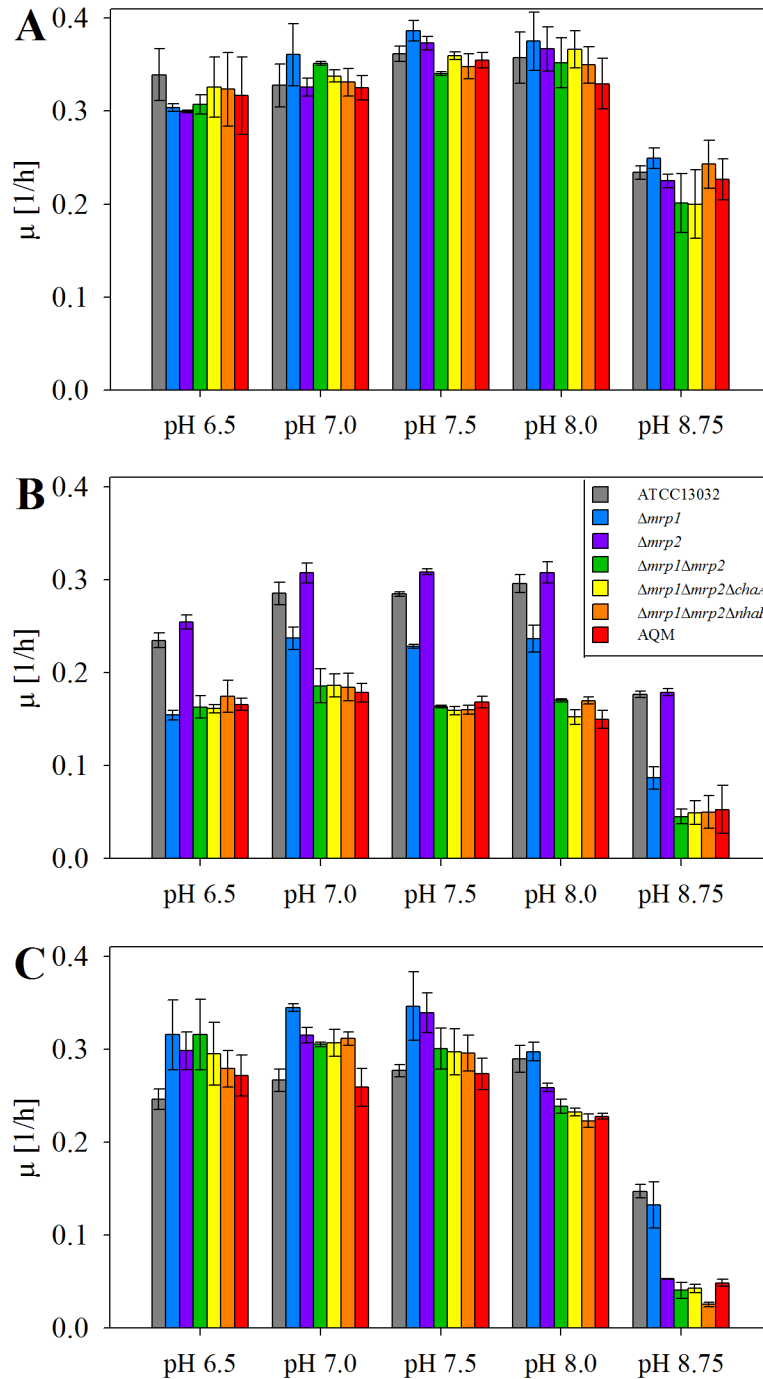 A
0.4
0.3
0.2
0.1
0.0
μ [1/h]
pH 6.5 pH 7.0 pH 7.5 pH 8.0 pH 8.75
B
0.4
0.3
0.2
0.1
0.0
μ [1/h]
ATCC13032
Δmrp1
Δmrp2
Δmrp1Δmrp2
Δmrp1Δmrp2ΔchaA
Δmrp1Δmrp2Δnha
AQM
pH 6.5 pH 7.0 pH 7.5 pH 8.0 pH 8.75
C
0.4
0.3
0.2
0.1
0.0
μ [1/h]
pH 6.5 pH 7.0 pH 7.5 pH 8.0 pH 8.75